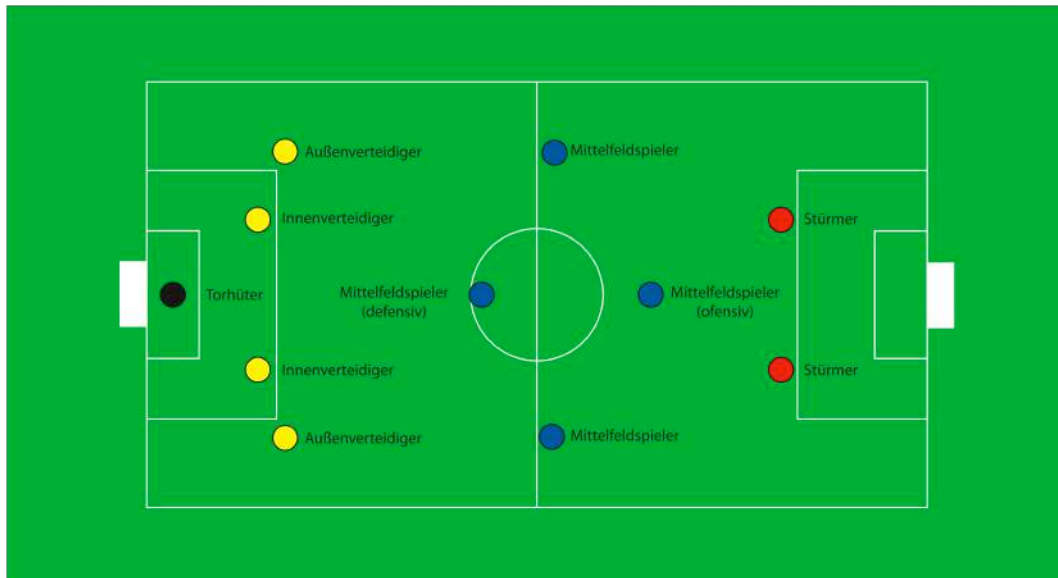 Außenverteidiger
Mittelfeldspieler
Innenverteidiger
Stürmer
Torhüter
Mittelfeldspieler
(defensiv)
Mittelfeldspieler
(ofensiv)
Innenverteidiger
Stürmer
Außenverteidiger
Mittelfeldspieler